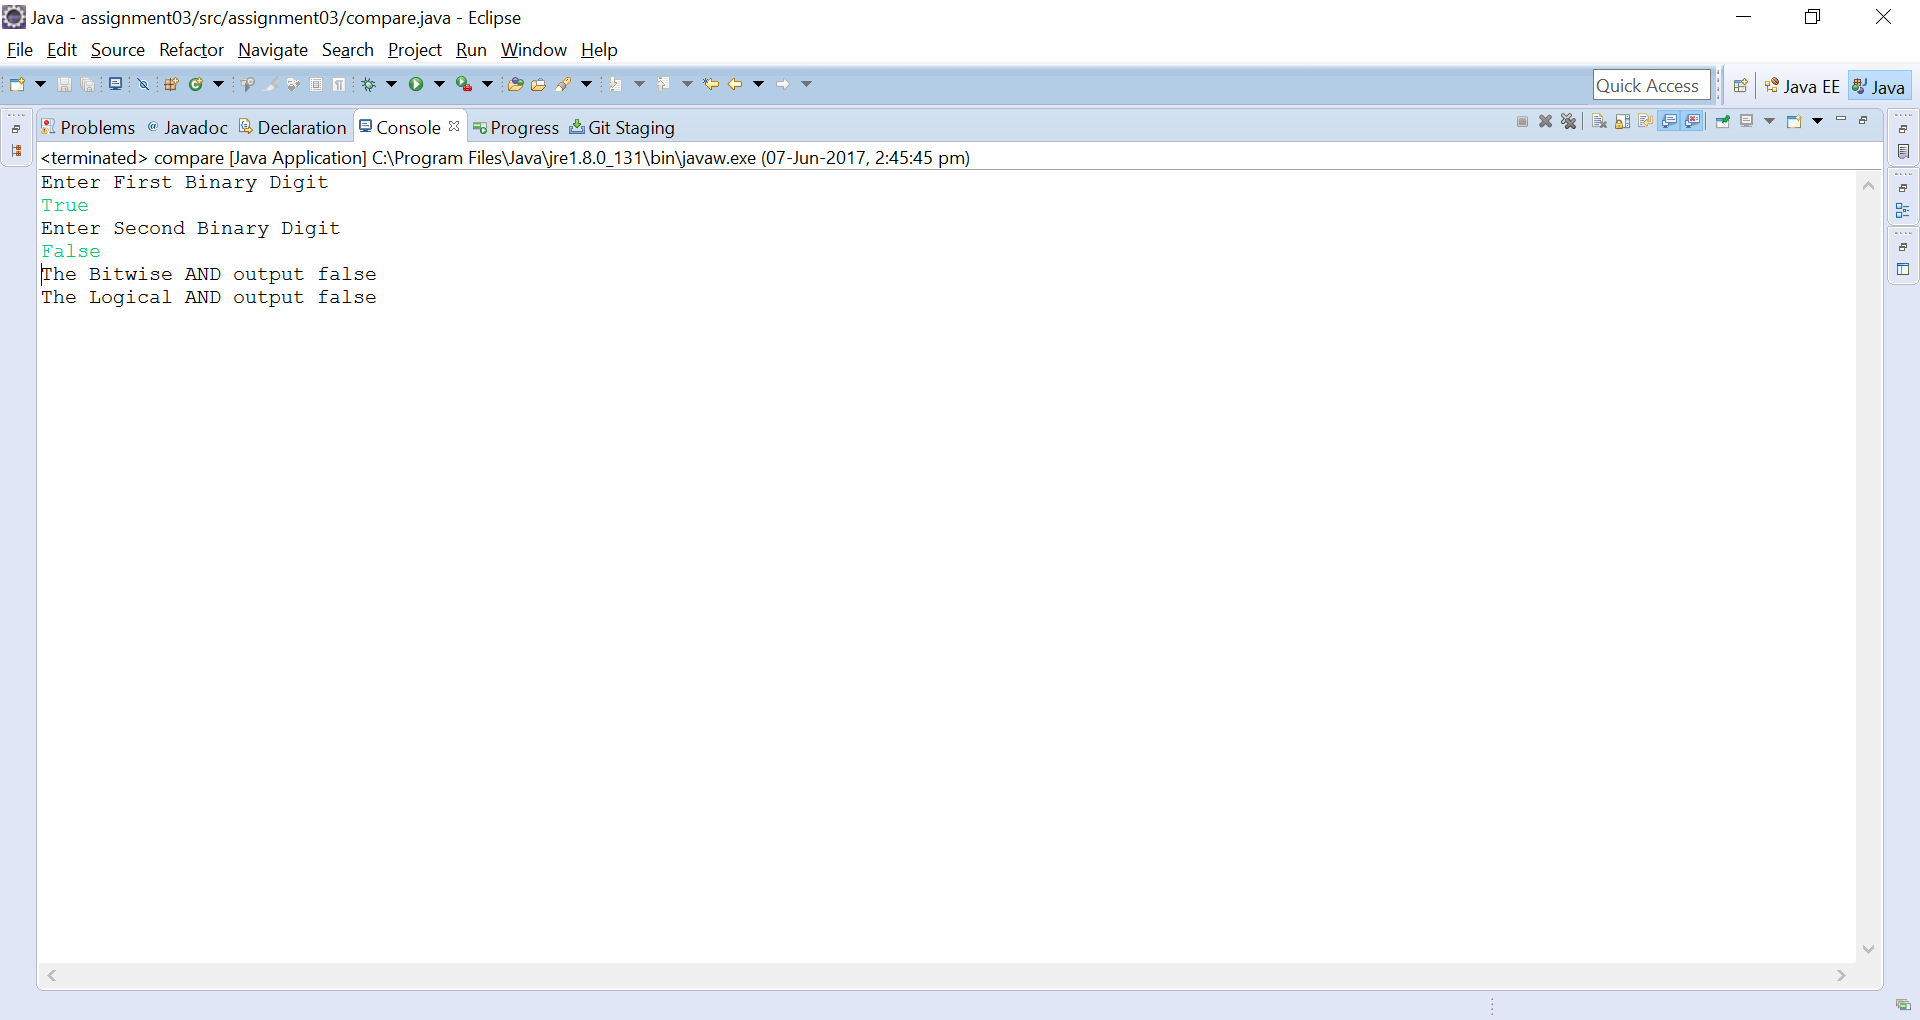 Java - assignment03/src/assignment03/compare.java - Eclipse
File Edit Source Refactor Navigate Search Project Run Window Help
Quick Access Java EE Java
Problems @ Javadoc Declaration Console Progress Git Staging
<terminated> compare [Java Application] C:\Program Files\Java\jre1.8.0_131\bin\javaw.exe (07-Jun-2017, 2:45:45 pm)
Enter First Binary Digit
True
Enter Second Binary Digit
False
The Bitwise AND output false
The Logical AND output false